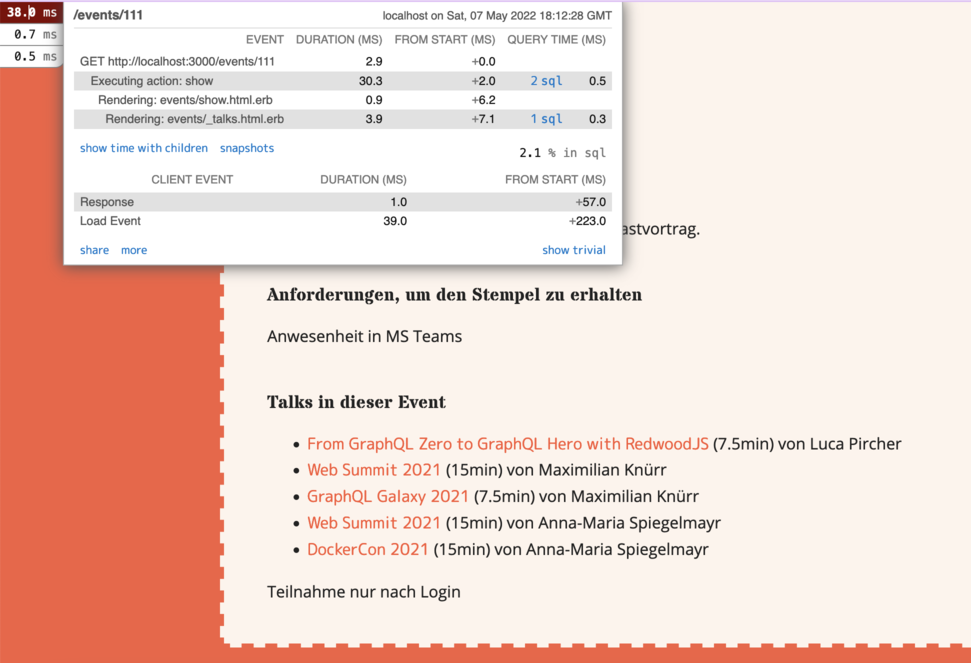 38.0 ms
0.7 ms
0.5 ms
/events/111 localhost on Sat, 07 May 2022 18:12:28 GMT
EVENT DURATION (MS) FROM START (MS) QUERY TIME (MS)
GET http://localhost:3000/events/111 2.9 +0.0
Executing action: show 30.3 +2.0 2 sql 0.5
Rendering: events/show.html.erb 0.9 +6.2
Rendering: events/_talks.html.erb 3.9 +7.1 1 sql 0.3
show time with children snapshots 2.1 % in sql
CLIENT EVENT DURATION (MS) FROM START (MS)
Response 1.0 +57.0
Load Event 39.0 +223.0
share more show trivial
astvortrag.
Anforderungen, um den Stempel zu erhalten
Anwesenheit in MS Teams
Talks in dieser Event
• From GraphQL Zero to GraphQL Hero with RedwoodJS (7.5min) von Luca Pircher
• Web Summit 2021 (15min) von Maximilian Knürr
• GraphQL Galaxy 2021 (7.5min) von Maximilian Knürr
• Web Summit 2021 (15min) von Anna-Maria Spiegelmayr
• DockerCon 2021 (15min) von Anna-Maria Spiegelmayr
Teilnahme nur nach Login